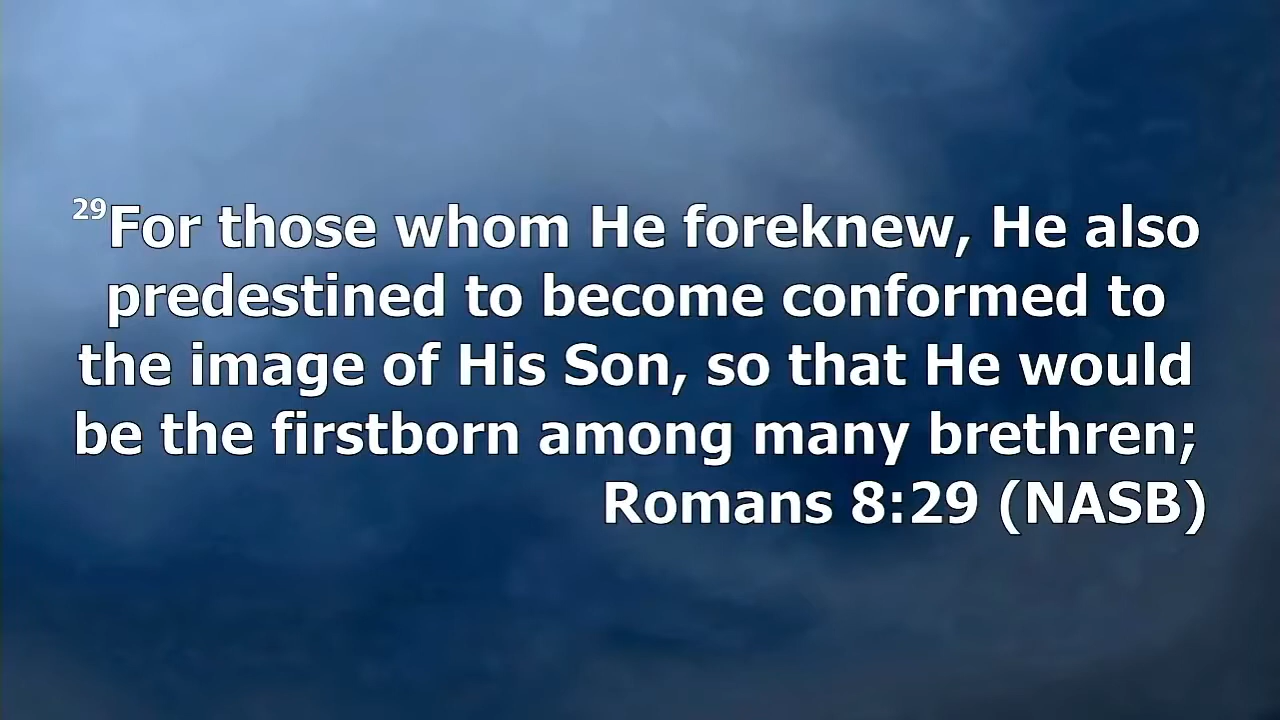 29For those whom He foreknew, He also
predestined to become conformed to
the image of His Son, so that He would
be the firstborn among many brethren;
Romans 8:29 (NASB)